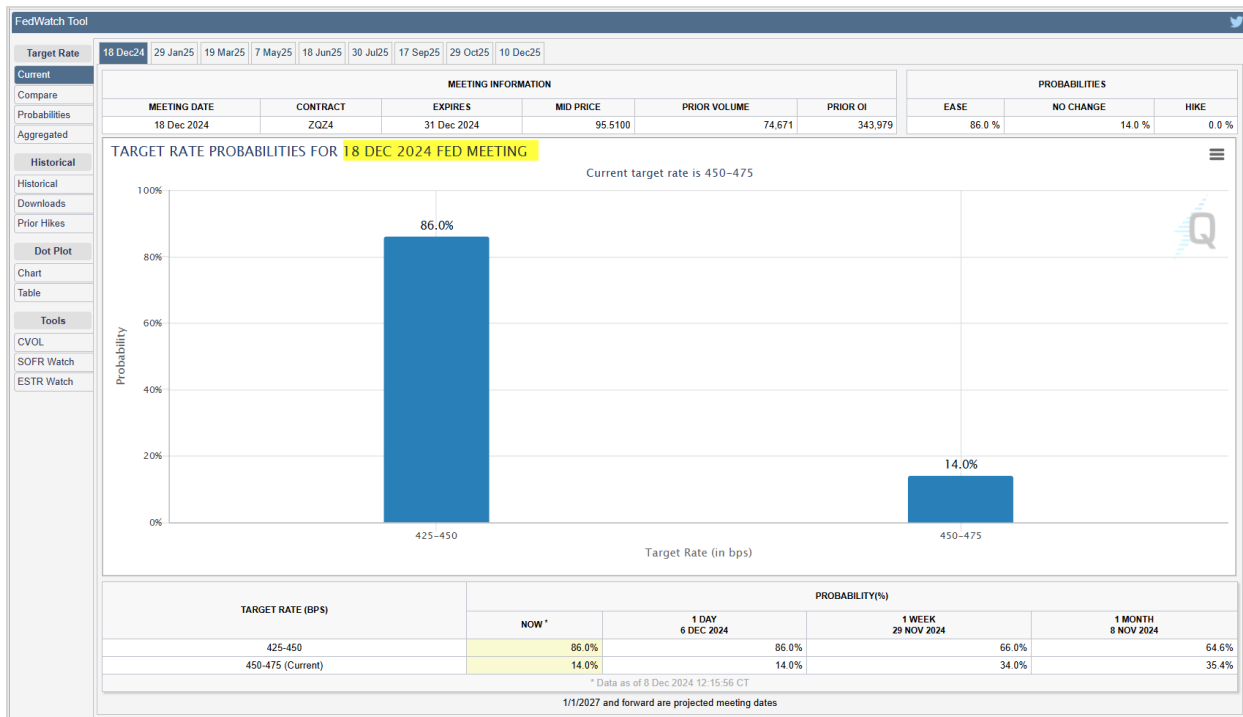 FedWatch Tool
Target Rate
Current
Compare
Probabilities
Aggregated
Historical
Historical
Downloads
Prior Hikes
Dot Plot
Chart
Table
Tools
CVOL
SOFR Watch
ESTR Watch
18 Dec24 29 Jan25 19 Mar25 7 May25 18 Jun25 30 Jul25 17 Sep25 29 Oct25 10 Dec25
MEETING INFORMATION
MEETING DATE CONTRACT EXPIRES MID PRICE PRIOR VOLUME PRIOR OI
18 Dec 2024 ZQZ4 31 Dec 2024 95.5100 74,671 343,979
PROBABILITIES
EASE NO CHANGE HIKE
86.0 % 14.0 % 0.0 %
TARGET RATE PROBABILITIES FOR 18 DEC 2024 FED MEETING
Current target rate is 450–475
Q
Probability
100%
80%
60%
40%
20%
0%
86.0%
14.0%
425–450 450–475
Target Rate (in bps)
TARGET RATE (BPS) PROBABILITY(%)
NOW * 1 DAY 6 DEC 2024 1 WEEK 29 NOV 2024 1 MONTH 8 NOV 2024
425-450 86.0% 86.0% 66.0% 64.6%
450-475 (Current) 14.0% 14.0% 34.0% 35.4%
* Data as of 8 Dec 2024 12:15:56 CT
1/1/2027 and forward are projected meeting dates